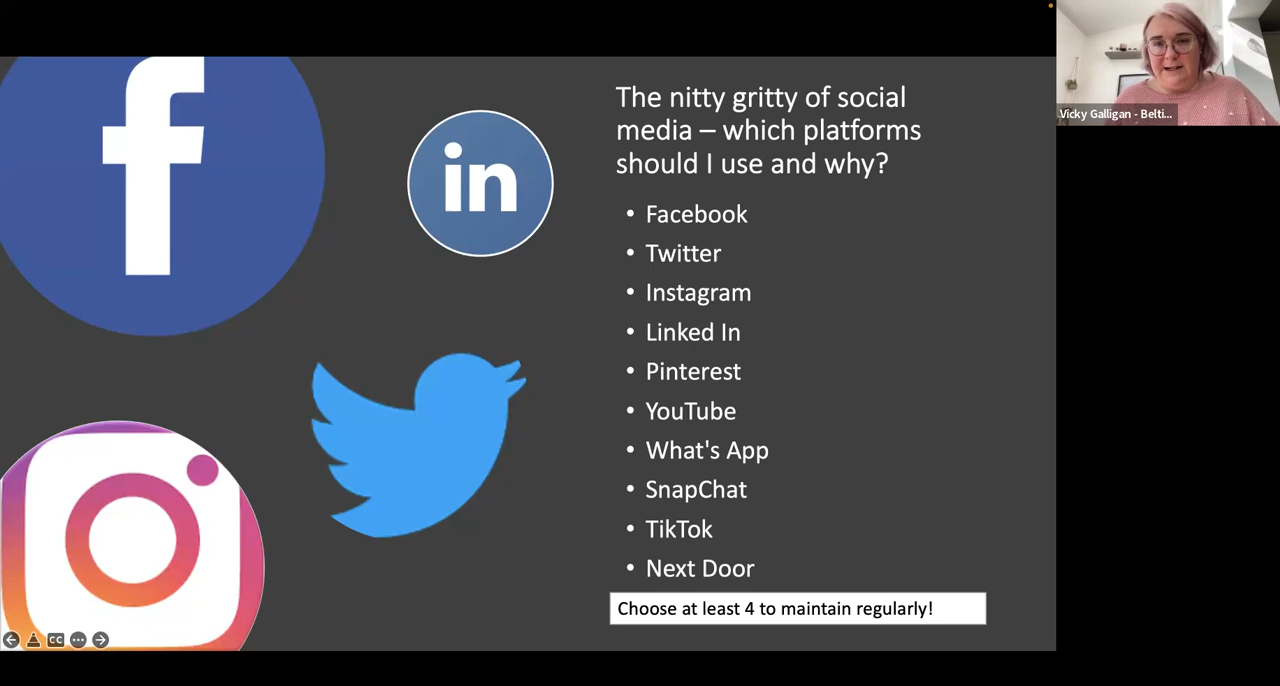 The nitty gritty of social
media – which platforms
should I use and why?
• Facebook
• Twitter
• Instagram
• Linked In
• Pinterest
• YouTube
• What's App
• SnapChat
• TikTok
• Next Door
Choose at least 4 to maintain regularly!
Vicky Galligan - Belti...
f
in
CC